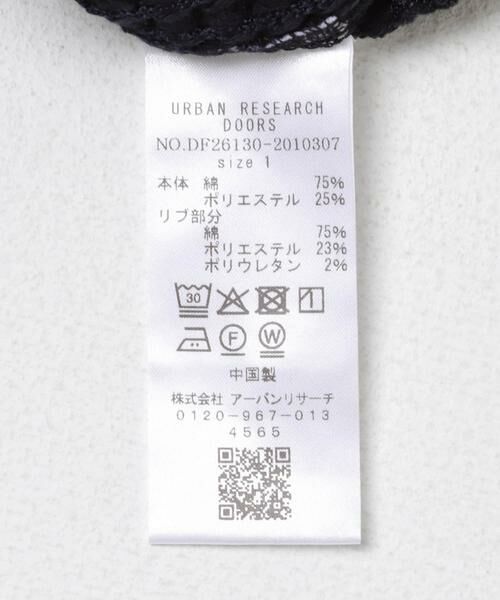 URBAN RESEARCH
DOORS
NO.DF26130-2010307
size 1
本体 綿 75%
ポリエステル 25%
リブ部分
綿 75%
ポリエステル 23%
ポリウレタン 2%
30
F W
中国製
株式会社 アーバンリサーチ
0120-967-013
4565